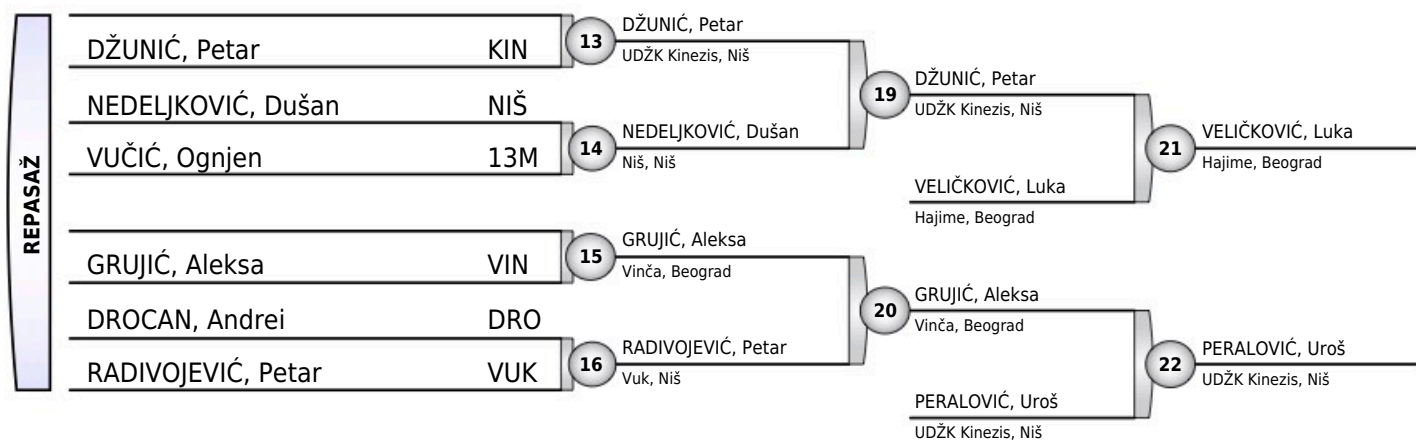 REPASAŽ
DŽUNIĆ, Petar KIN
NEDELJKOVIĆ, Dušan NIŠ
VUČIĆ, Ognjen 13M
GRUJIĆ, Aleksa VIN
DROCAN, Andrei DRO
RADIVOJEVIĆ, Petar VUK
13
DŽUNIĆ, Petar
UDŽK Kinezis, Niš
14
NEDELJKOVIĆ, Dušan
Niš, Niš
15
GRUJIĆ, Aleksa
Vinča, Beograd
16
RADIVOJEVIĆ, Petar
Vuk, Niš
19
DŽUNIĆ, Petar
UDŽK Kinezis, Niš
VELIČKOVIĆ, Luka
Hajime, Beograd
20
GRUJIĆ, Aleksa
Vinča, Beograd
PERALOVIĆ, Uroš
UDŽK Kinezis, Niš
21
VELIČKOVIĆ, Luka
Hajime, Beograd
22
PERALOVIĆ, Uroš
UDŽK Kinezis, Niš